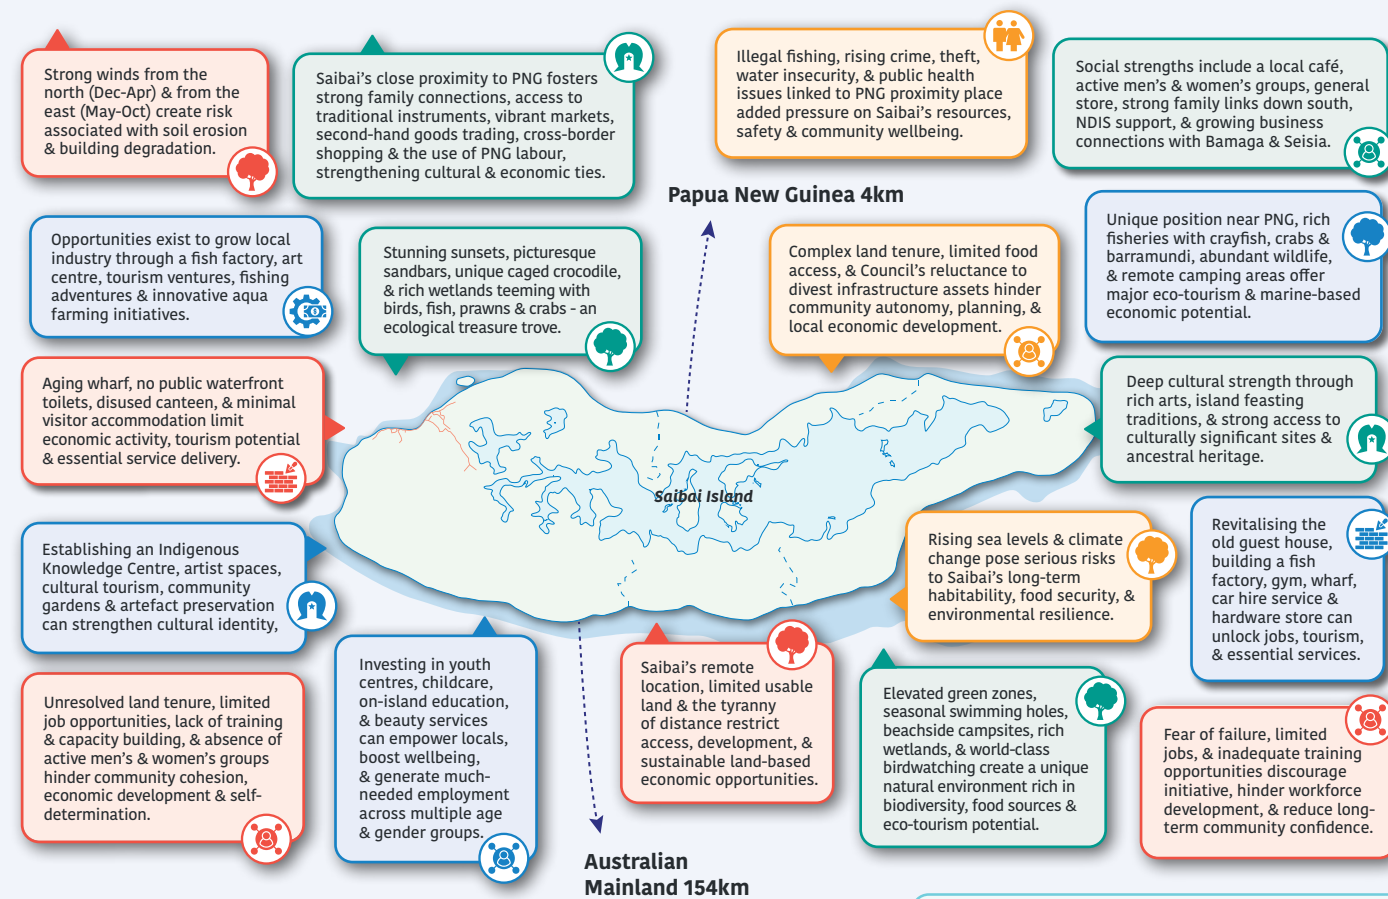 Strong winds from the
north (Dec-Apr) & from the
east (May-Oct) create risk
associated with soil erosion
& building degradation.
Saibai’s close proximity to PNG fosters
strong family connections, access to
traditional instruments, vibrant markets,
second-hand goods trading, cross-border
shopping & the use of PNG labour,
strengthening cultural & economic ties.
Illegal fishing, rising crime, theft,
water insecurity, & public health
issues linked to PNG proximity place
added pressure on Saibai’s resources,
safety & community wellbeing.
Social strengths include a local café,
active men’s & women’s groups, general
store, strong family links down south,
NDIS support, & growing business
connections with Bamaga & Seisia.
Papua New Guinea 4km
Opportunities exist to grow local
industry through a fish factory, art
centre, tourism ventures, fishing
adventures & innovative aqua
farming initiatives.
Stunning sunsets, picturesque
sandbars, unique caged crocodile,
& rich wetlands teeming with
birds, fish, prawns & crabs - an
ecological treasure trove.
Complex land tenure, limited food
access, & Council’s reluctance to
divest infrastructure assets hinder
community autonomy, planning, &
local economic development.
Unique position near PNG, rich
fisheries with crayfish, crabs &
barramundi, abundant wildlife,
& remote camping areas offer
major eco-tourism & marine-based
economic potential.
Aging wharf, no public waterfront
toilets, disused canteen, & minimal
visitor accommodation limit
economic activity, tourism potential
& essential service delivery.
Deep cultural strength through
rich arts, island feasting
traditions, & strong access to
culturally significant sites &
ancestral heritage.
Saibai Island
Establishing an Indigenous
Knowledge Centre, artist spaces,
cultural tourism, community
gardens & artefact preservation
can strengthen cultural identity,
Rising sea levels & climate
change pose serious risks
to Saibai’s long-term
habitability, food security, &
environmental resilience.
Revitalising the
old guest house,
building a fish
factory, gym, wharf,
car hire service &
hardware store can
unlock jobs, tourism,
& essential services.
Unresolved land tenure, limited
job opportunities, lack of training
& capacity building, & absence of
active men’s & women’s groups
hinder community cohesion,
economic development & self-
determination.
Investing in youth
centres, childcare,
on-island education,
& beauty services
can empower locals,
boost wellbeing,
& generate much-
needed employment
across multiple age
& gender groups.
Saibai’s remote
location, limited usable
land & the tyranny
of distance restrict
access, development, &
sustainable land-based
economic opportunities.
Elevated green zones,
seasonal swimming holes,
beachside campsites, rich
wetlands, & world-class
birdwatching create a unique
natural environment rich in
biodiversity, food sources &
eco-tourism potential.
Fear of failure, limited
jobs, & inadequate training
opportunities discourage
initiative, hinder workforce
development, & reduce long-
term community confidence.
Australian
Mainland 154km